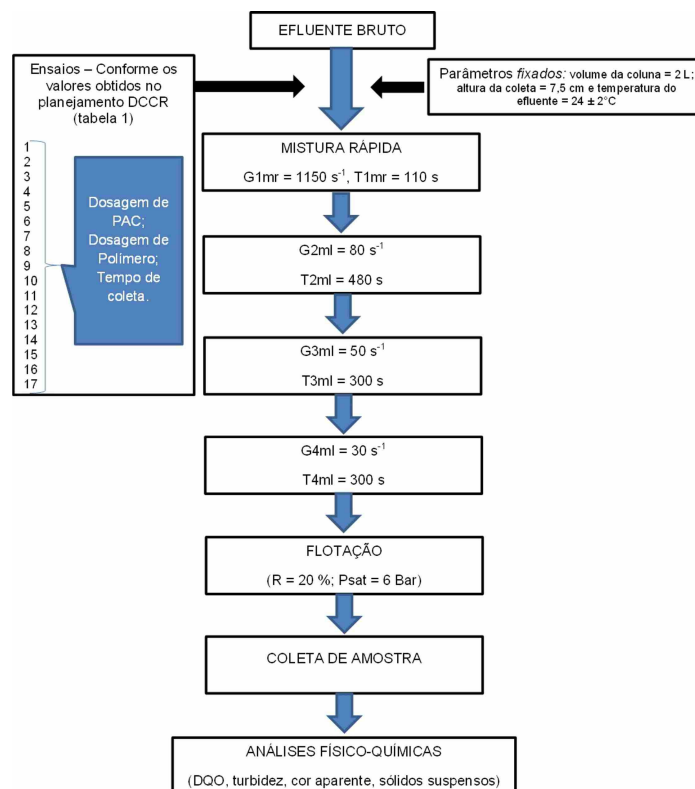 EFLUENTE BRUTO
Ensaios – Conforme os
valores obtidos no
planejamento DCCR
(tabela 1)
1
2
3
4
5
6
7
8
9
10
11
12
13
14
15
16
17
Dosagem de
PAC;
Dosagem de
Polímero;
Tempo de
coleta.
Parâmetros fixados: volume da coluna = 2 L;
altura da coleta = 7,5 cm e temperatura do
efluente = 24 ± 2°C
MISTURA RÁPIDA
G1mr = 1150 s⁻¹, T1mr = 110 s
G2ml = 80 s⁻¹
T2ml = 480 s
G3ml = 50 s⁻¹
T3ml = 300 s
G4ml = 30 s⁻¹
T4ml = 300 s
FLOTAÇÃO
(R = 20 %; Psat = 6 Bar)
COLETA DE AMOSTRA
ANÁLISES FÍSICO-QUÍMICAS
(DQO, turbidez, cor aparente, sólidos suspensos)